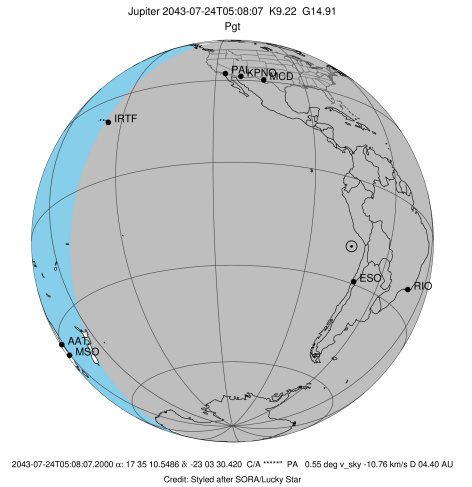 Jupiter 2043-07-24T05:08:07 K9.22 G14.91
Pgt
PAL
KPNO
MCD
IRTF
ESO
RIO
AAT
MSO
2043-07-24T05:08:07.2000 α: 17 35 10.5486 δ: -23 03 30.420 C/A *****" PA 0.55 deg v_sky -10.76 km/s D 04.40 AU
Credit: Styled after SORA/Lucky Star